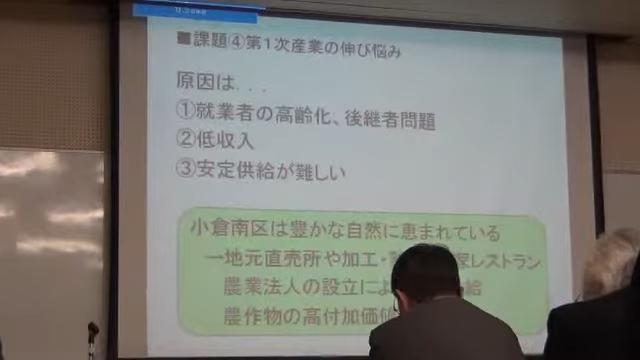 ■課題④第1次産業の伸び悩み
原因は...
①就業者の高齢化、後継者問題
②低収入
③安定供給が難しい
小倉南区は豊かな自然に恵まれている
―地元直売所や加工・ レストラン
農業法人の設立によ 給
農作物の高付加価